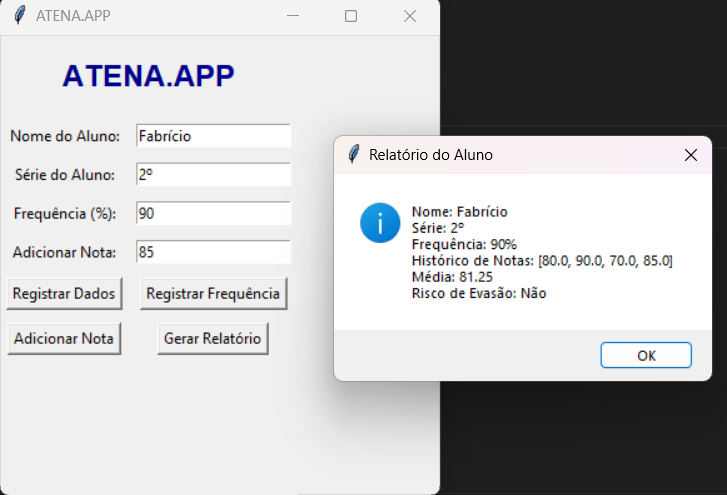 ATENA.APP
ATENA.APP
Nome do Aluno: Fabrício
Série do Aluno: 2º
Frequência (%): 90
Adicionar Nota: 85
Registrar Dados Registrar Frequência
Adicionar Nota Gerar Relatório
Relatório do Aluno
Nome: Fabrício
Série: 2º
Frequência: 90%
Histórico de Notas: [80.0, 90.0, 70.0, 85.0]
Média: 81.25
Risco de Evasão: Não
OK